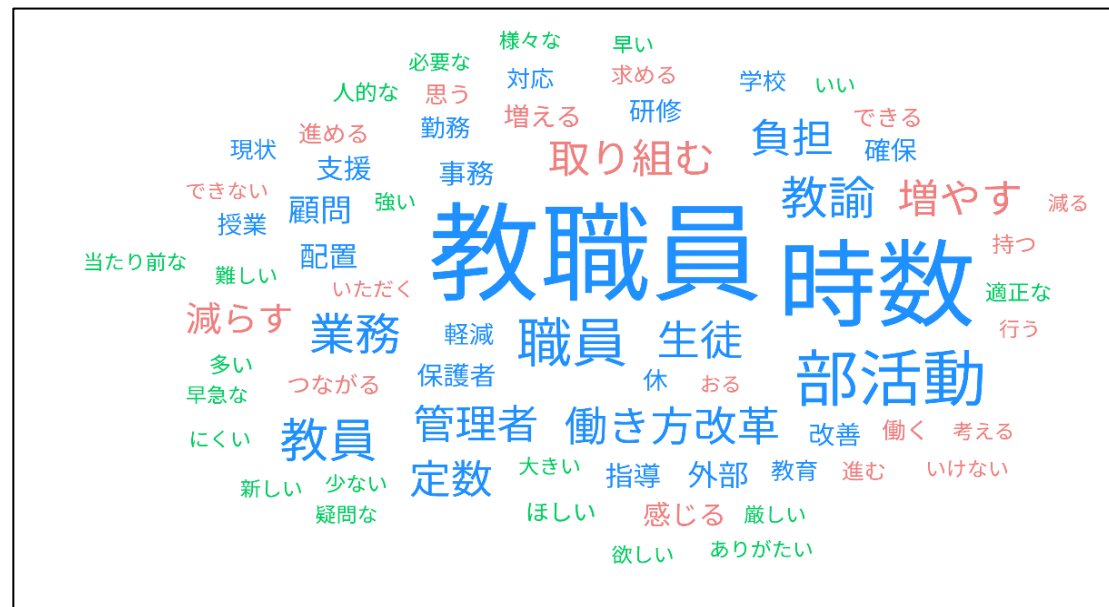 様々な
早い
必要な
対応
求める
学校
いい
人的な
思う
増える
研修
できる
現状
進める
勤務
取り組む
負担
確保
支援
事務
できない
授業
顧問
強い
教職員
教諭
増やす
減る
当たり前な
難しい
配置
時数
持つ
いただく
適正な
減らす
業務
軽減
職員
生徒
行う
多い
早急な
つながる
保護者
休
おる
部活動
にくい
教員
管理者
働き方改革
改善
働く
考える
新しい
少ない
定数
大きい
指導
外部
教育
進む
いけない
疑問な
ほしい
感じる
厳しい
欲しい
ありがたい